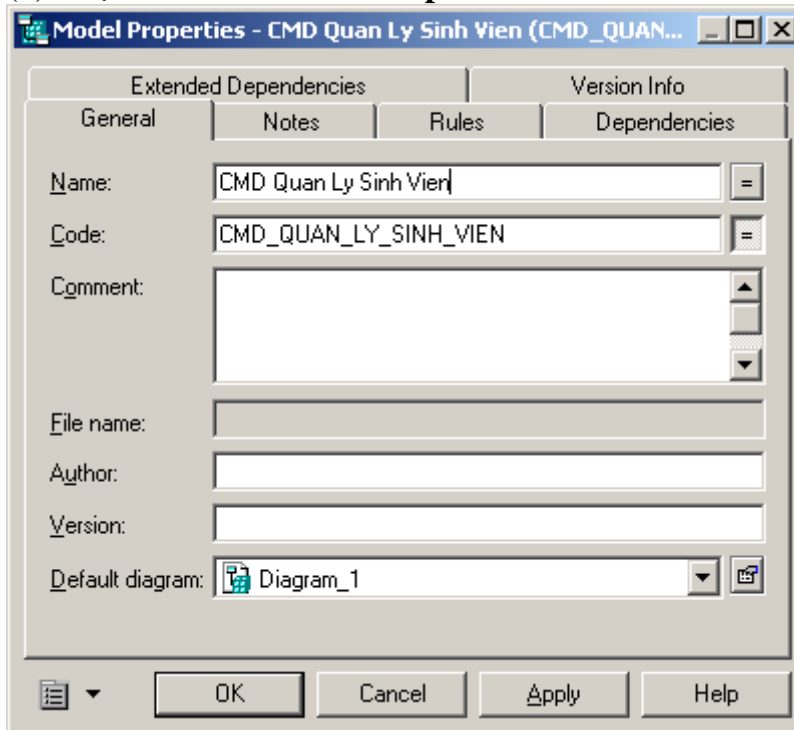 Model Properties - CMD Quan Ly Sinh Vien (CMD_QUAN...
Extended Dependencies Version Info
General Notes Rules Dependencies
Name: CMD Quan Ly Sinh Vien =
Code: CMD_QUAN_LY_SINH_VIEN =
Comment:
File name:
Author:
Version:
Default diagram: Diagram_1
OK Cancel Apply Help